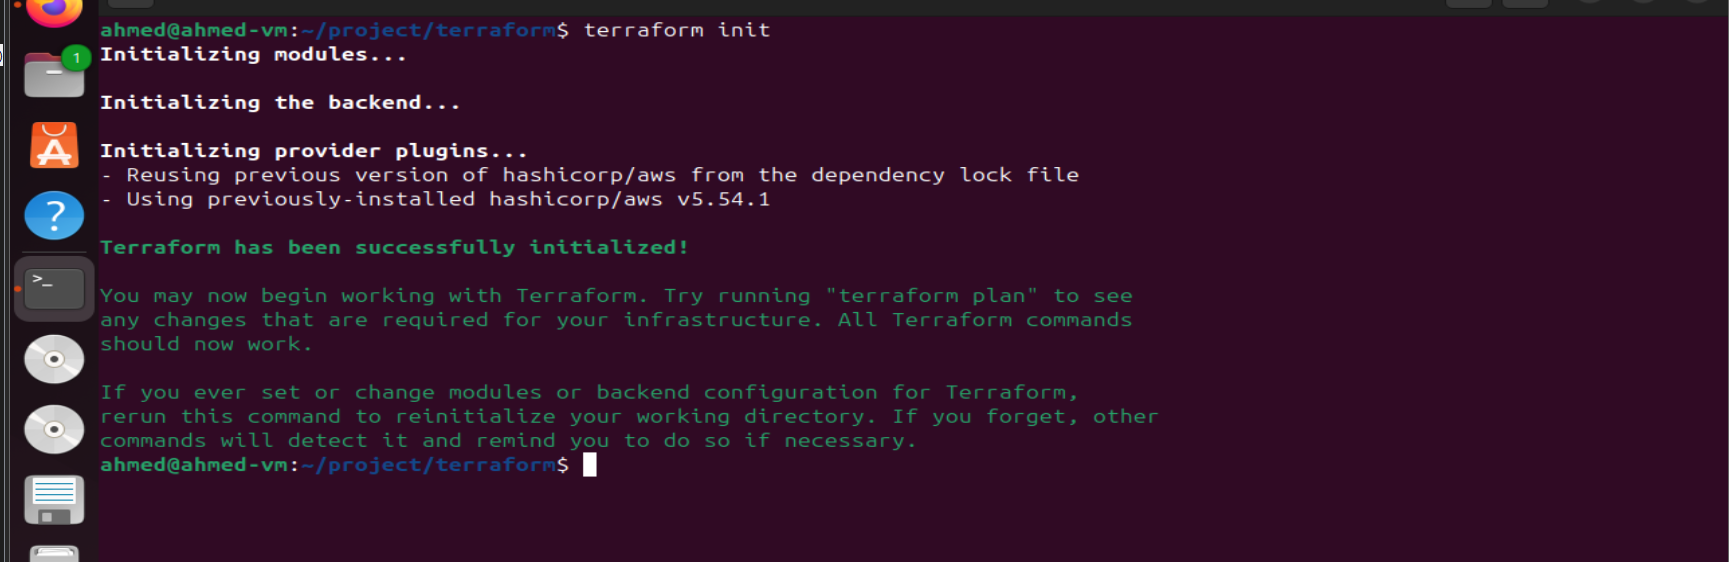 ahmed@ahmed-vm:~/project/terraform$ terraform init
Initializing modules...
1
Initializing the backend...
Initializing provider plugins...
- Reusing previous version of hashicorp/aws from the dependency lock file
- Using previously-installed hashicorp/aws v5.54.1
?
Terraform has been successfully initialized!
>_
You may now begin working with Terraform. Try running "terraform plan" to see
any changes that are required for your infrastructure. All Terraform commands
should now work.
If you ever set or change modules or backend configuration for Terraform,
rerun this command to reinitialize your working directory. If you forget, other
commands will detect it and remind you to do so if necessary.
ahmed@ahmed-vm:~/project/terraform$